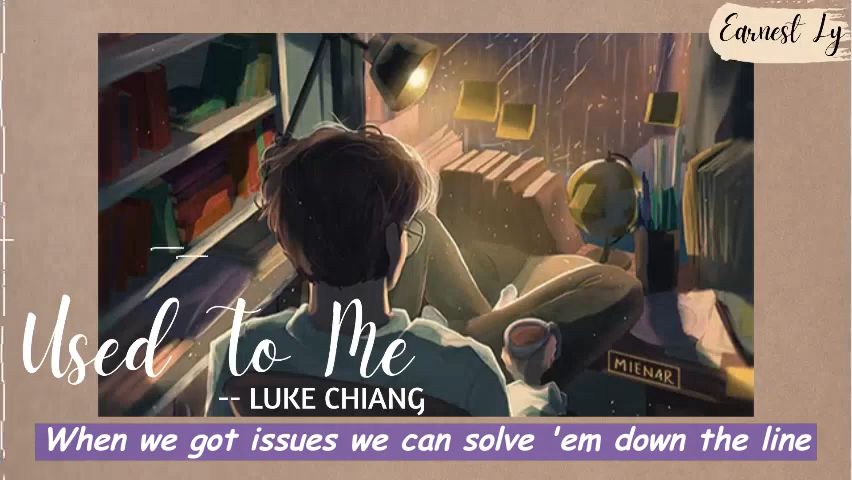 Earnest Ly
MIENAR
Used to Me
-- LUKE CHIANG
When we got issues we can solve 'em down the line